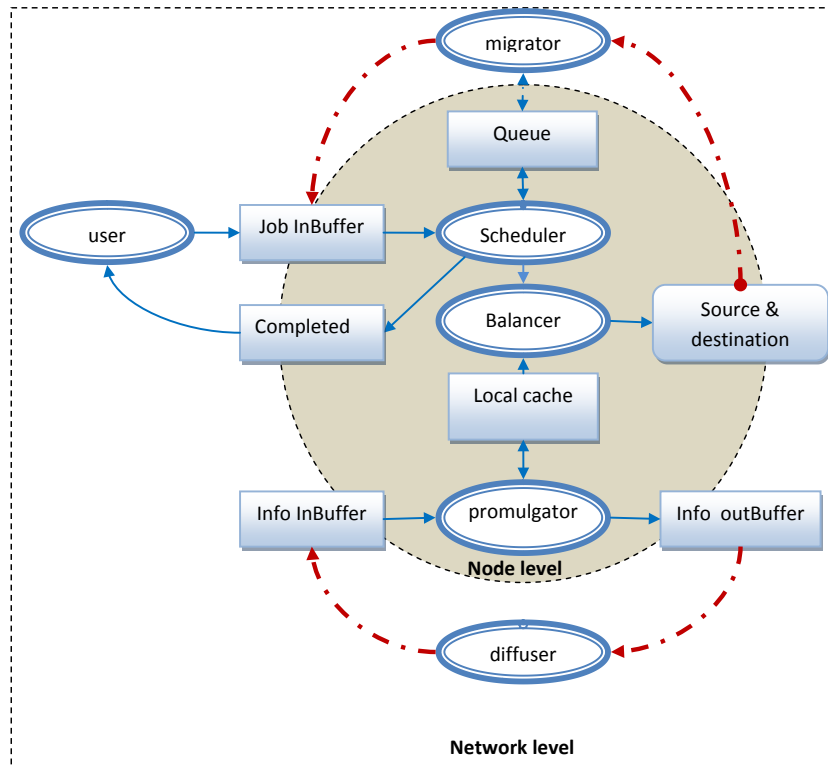 migrator
Queue
user
Job InBuffer
Scheduler
Completed
Balancer
Source &
destination
Local cache
Info InBuffer
promulgator
Info outBuffer
Node level
diffuser
Network level